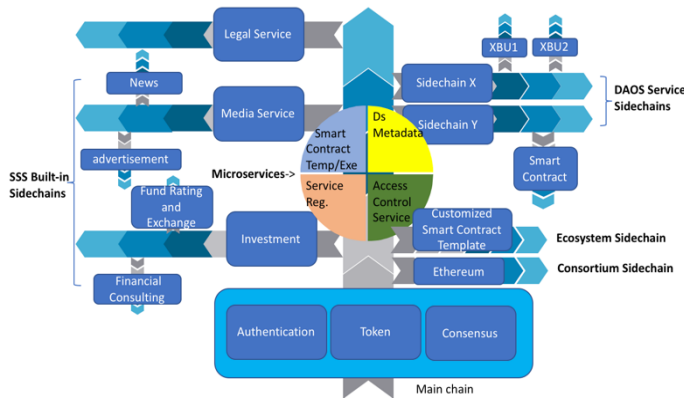 Legal Service
XBU1
XBU2
News
Sidechain X
DAOS Service
Sidechains
Media Service
Sidechain Y
Smart
Contract
Temp/Exe
Ds
Metadata
advertisement
Smart
Contract
SSS Built-in
Sidechains
Microservices->
Fund Rating
and
Exchange
Service
Reg.
Access
Control
Service
Customized
Smart Contract
Template
Investment
Ecosystem Sidechain
Ethereum
Consortium Sidechain
Financial
Consulting
Authentication
Token
Consensus
Main chain